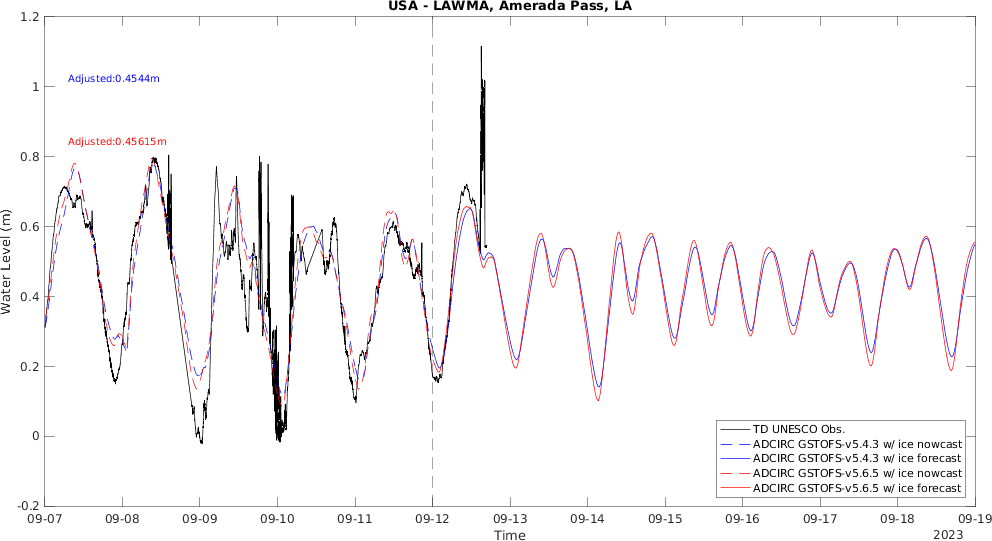 USA - LAWMA, Amerada Pass, LA
Adjusted:0.4544m
Adjusted:0.45615m
Water Level (m)
1.2
1
0.8
0.6
0.4
0.2
0
-0.2
TD UNESCO Obs.
ADCIRC GSTOFS-v5.4.3 w/ ice nowcast
ADCIRC GSTOFS-v5.4.3 w/ ice forecast
ADCIRC GSTOFS-v5.6.5 w/ ice nowcast
ADCIRC GSTOFS-v5.6.5 w/ ice forecast
09-07 09-08 09-09 09-10 09-11 09-12 09-13 09-14 09-15 09-16 09-17 09-18 09-19
Time
2023